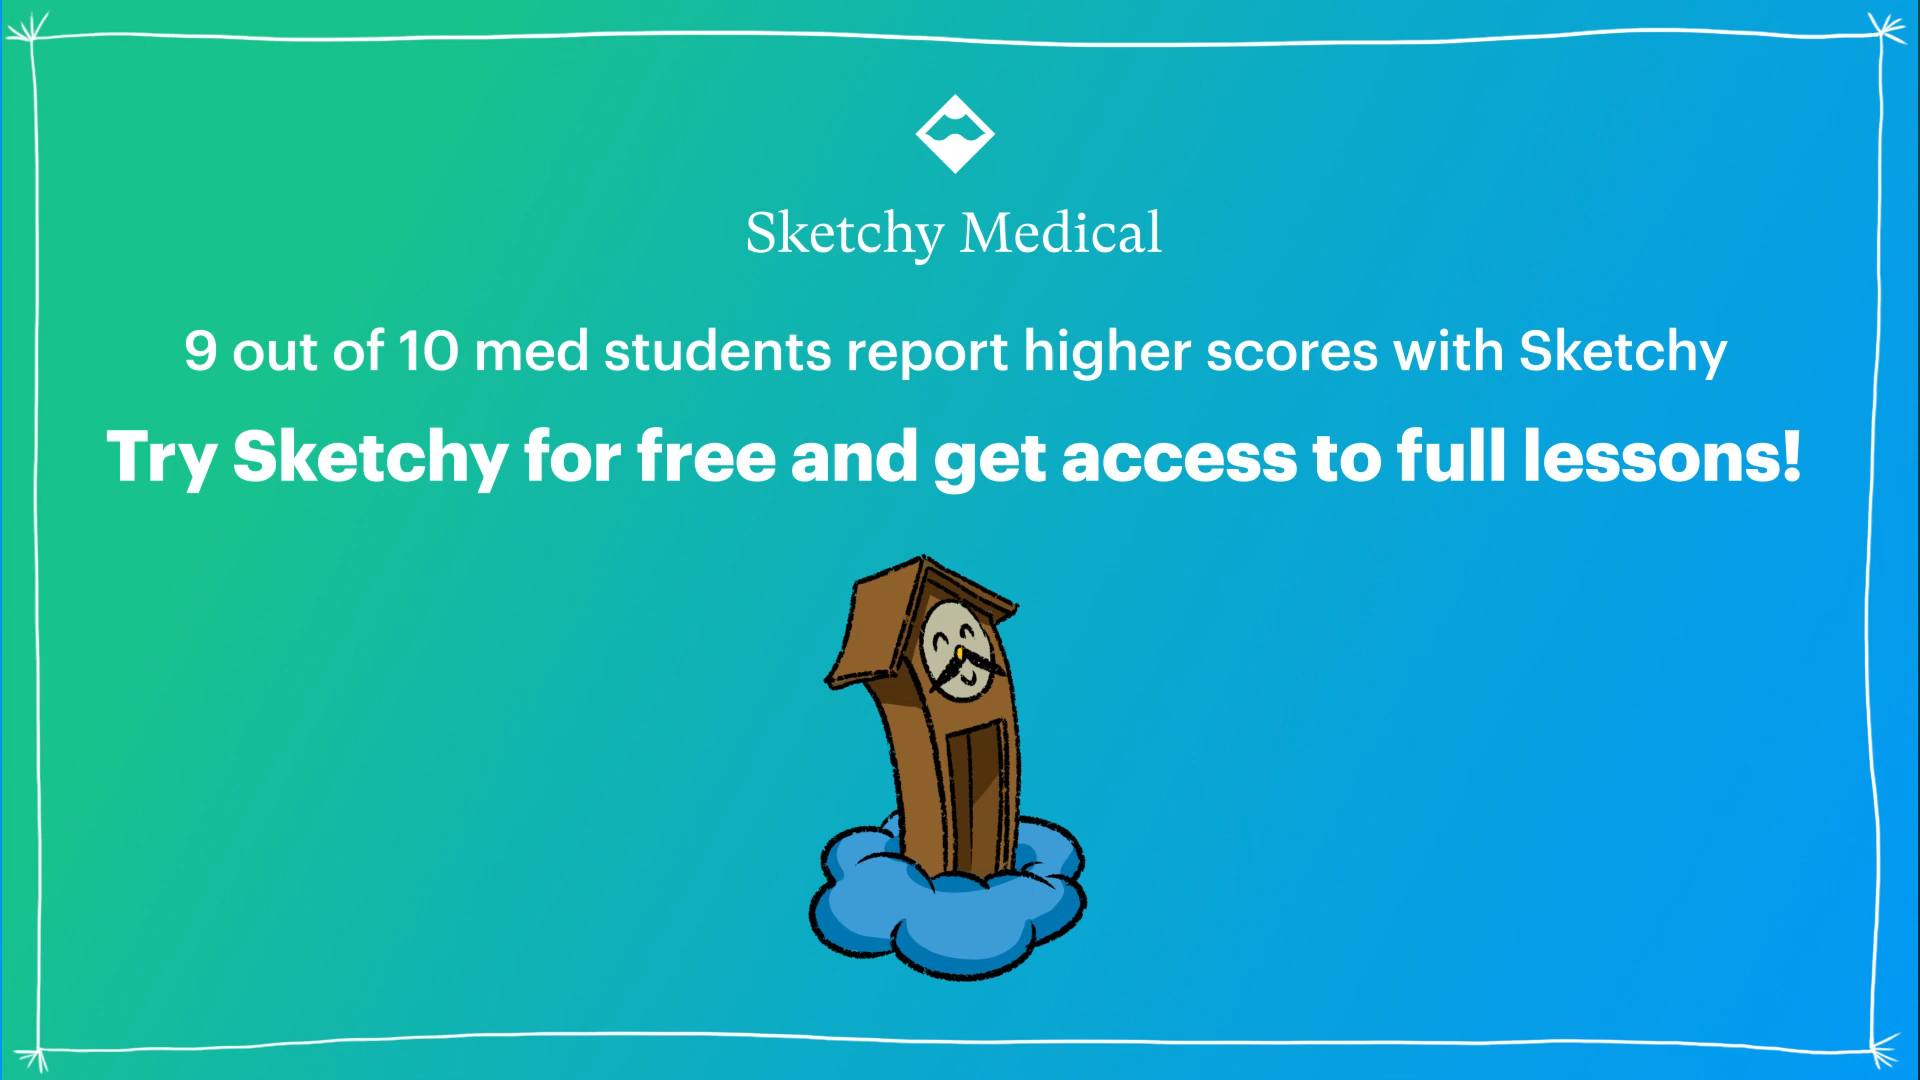 Sketchy Medical
9 out of 10 med students report higher scores with Sketchy
Try Sketchy for free and get access to full lessons!